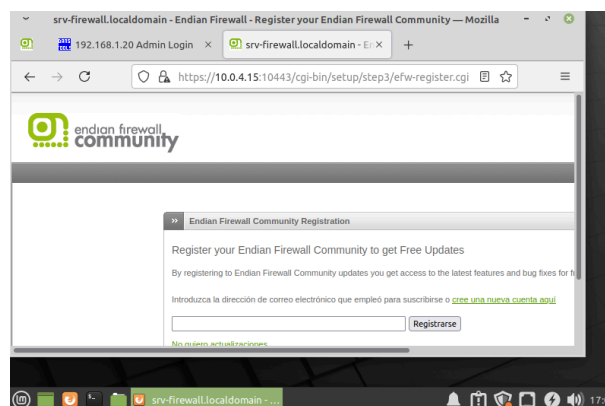 srv-firewall.localdomain - Endian Firewall - Register your Endian Firewall Community — Mozilla
192.168.1.20 Admin Login
srv-firewall.localdomain - En
https://10.0.4.15:10443/cgi-bin/setup/step3/efw-register.cgi
endian firewall
community
Endian Firewall Community Registration
Register your Endian Firewall Community to get Free Updates
By registering to Endian Firewall Community updates you get access to the latest features and bug fixes for
Introduzca la dirección de correo electrónico que empleó para suscribirse o cree una nueva cuenta aquí
Registrarse
No quiero actualizaciones
srv-firewall.localdomain - ...
17: